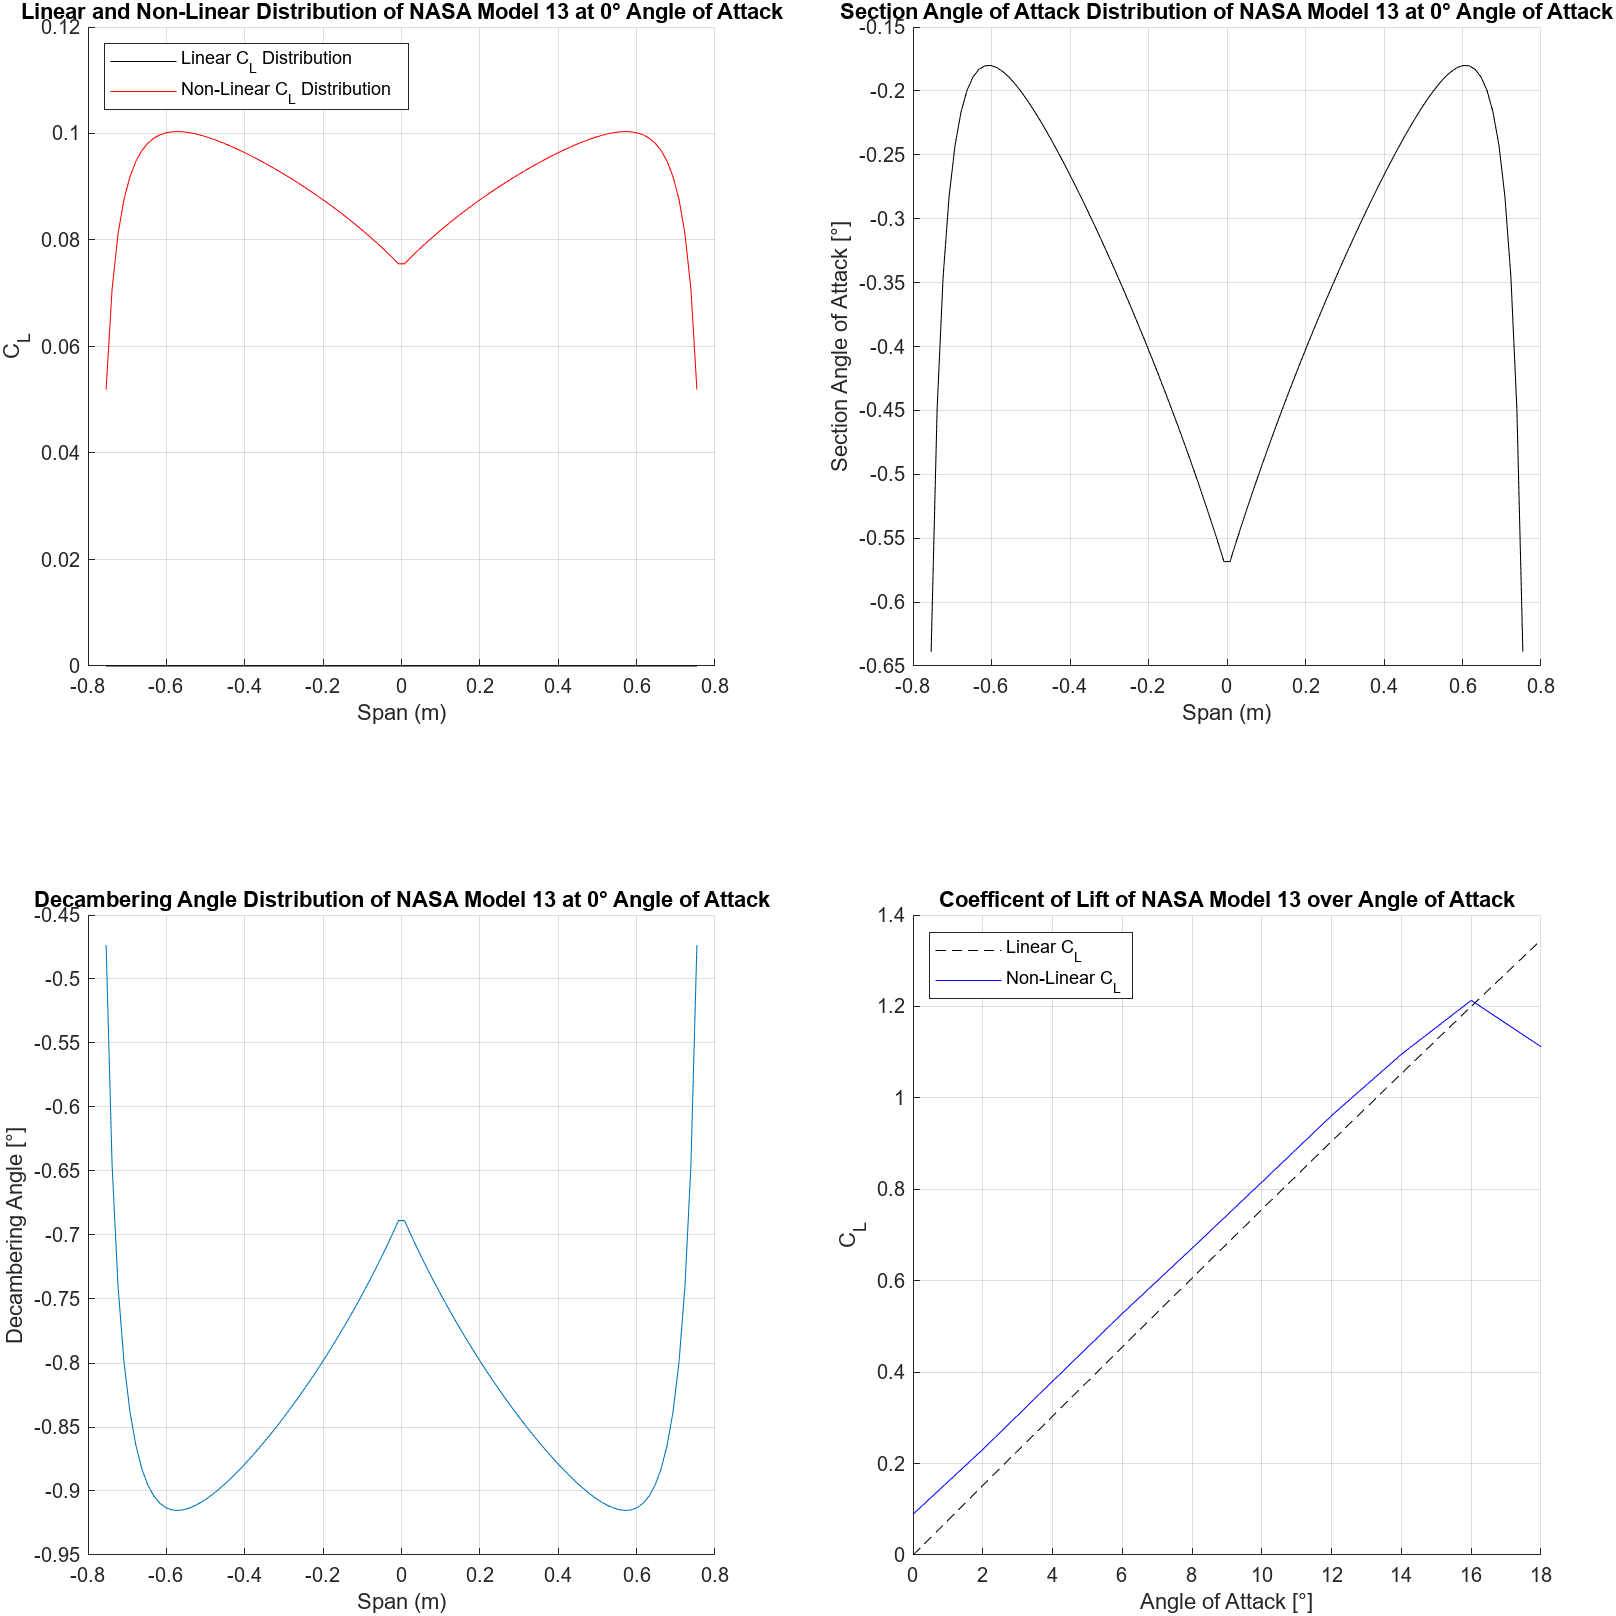 Linear and Non-Linear Distribution of NASA Model 13 at 0° Angle of Attack
0.12
0.1
0.08
0.06
0.04
0.02
0
C_L
Linear C_L Distribution
Non-Linear C_L Distribution
-0.8 -0.6 -0.4 -0.2 0 0.2 0.4 0.6 0.8
Span (m)
Section Angle of Attack Distribution of NASA Model 13 at 0° Angle of Attack
-0.15
-0.2
-0.25
-0.3
-0.35
-0.4
-0.45
-0.5
-0.55
-0.6
-0.65
Section Angle of Attack [°]
-0.8 -0.6 -0.4 -0.2 0 0.2 0.4 0.6 0.8
Span (m)
Decambering Angle Distribution of NASA Model 13 at 0° Angle of Attack
-0.45
-0.5
-0.55
-0.6
-0.65
-0.7
-0.75
-0.8
-0.85
-0.9
-0.95
Decambering Angle [°]
-0.8 -0.6 -0.4 -0.2 0 0.2 0.4 0.6 0.8
Span (m)
Coefficent of Lift of NASA Model 13 over Angle of Attack
1.4
1.2
1
0.8
0.6
0.4
0.2
0
C_L
Linear C_L
Non-Linear C_L
0 2 4 6 8 10 12 14 16 18
Angle of Attack [°]